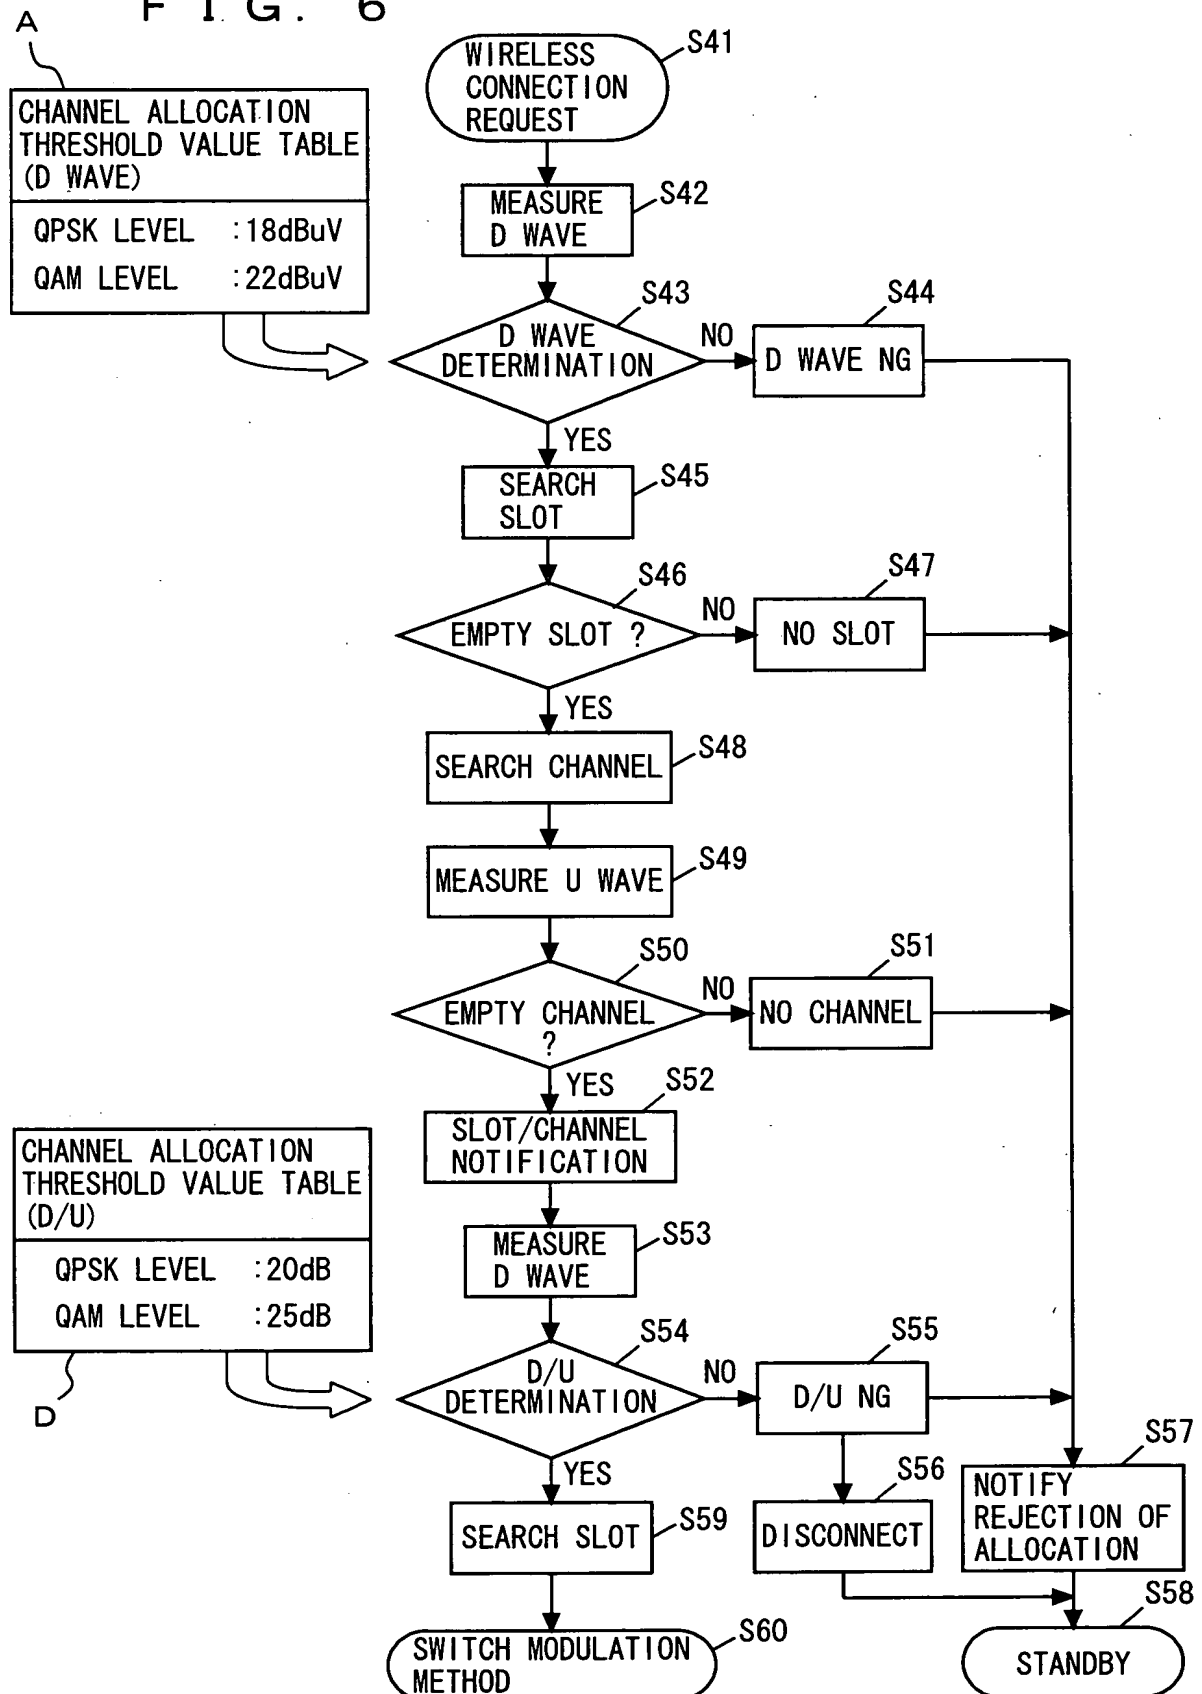 FIG. 6
A
CHANNEL ALLOCATION
THRESHOLD VALUE TABLE
(D WAVE)
QPSK LEVEL :18dBuV
QAM LEVEL :22dBuV
WIRELESS
CONNECTION
REQUEST
S41
MEASURE
D WAVE
S42
D WAVE
DETERMINATION
S43
NO
D WAVE NG
S44
YES
SEARCH
SLOT
S45
EMPTY SLOT ?
S46
NO
NO SLOT
S47
YES
SEARCH CHANNEL
S48
MEASURE U WAVE
S49
EMPTY CHANNEL
?
S50
NO
NO CHANNEL
S51
YES
SLOT/CHANNEL
NOTIFICATION
S52
CHANNEL ALLOCATION
THRESHOLD VALUE TABLE
(D/U)
QPSK LEVEL :20dB
QAM LEVEL :25dB
D
MEASURE
D WAVE
S53
D/U
DETERMINATION
S54
NO
D/U NG
S55
YES
DISCONNECT
S56
NOTIFY
REJECTION OF
ALLOCATION
S57
SEARCH SLOT
S59
SWITCH MODULATION
METHOD
S60
STANDBY
S58